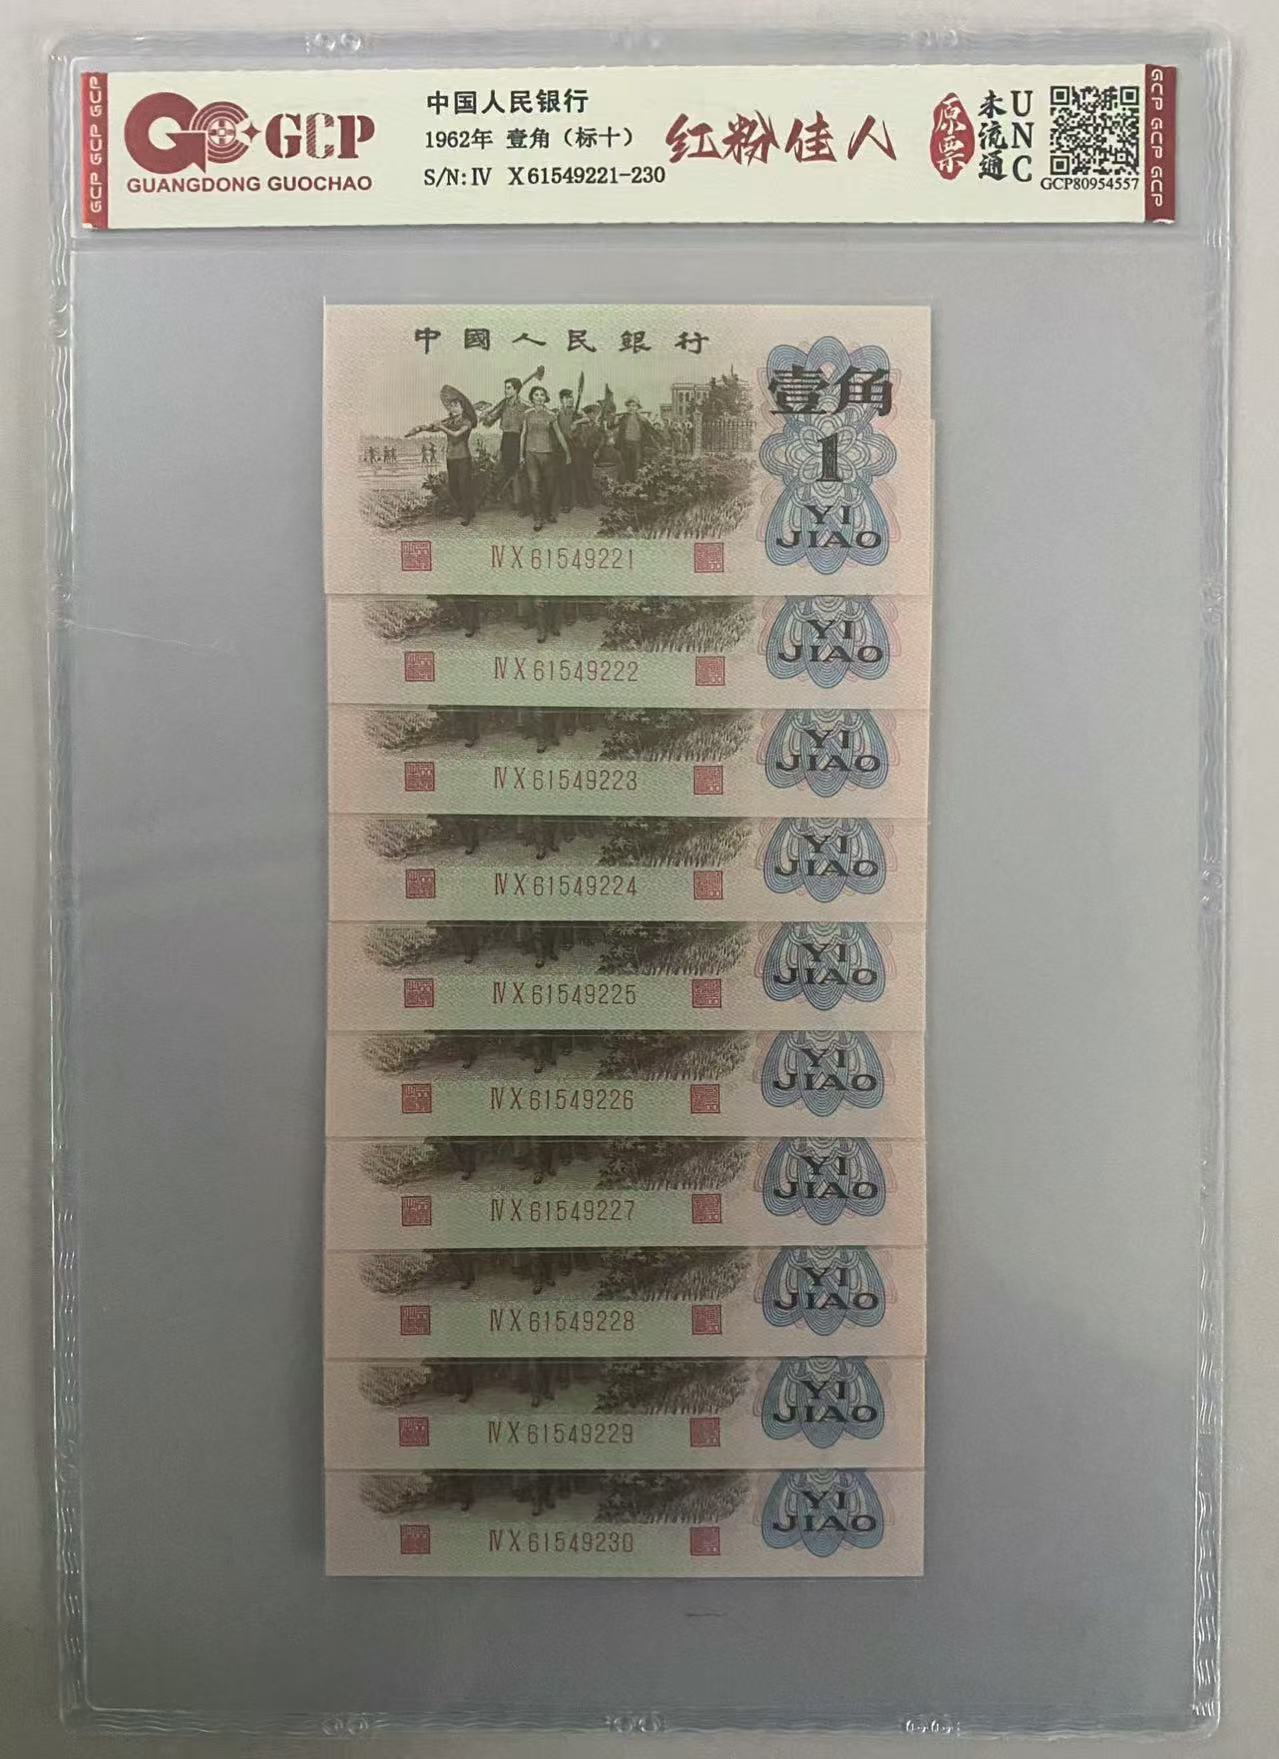 GCP GCP GCP
GCP
GUANGDONG GUOCHAO
中国人民银行
1962年 壹角（标十）
S/N: IV X61549221-230
红粉佳人
原票
未流通
UNC
GCP80954557
GCP GCP GCP
中國人民銀行
壹角
1
YI
JIAO
ⅣX61549221
YI
JIAO
ⅣX61549222
YI
JIAO
ⅣX61549223
YI
JIAO
ⅣX61549224
YI
JIAO
ⅣX61549225
YI
JIAO
ⅣX61549226
YI
JIAO
ⅣX61549227
YI
JIAO
ⅣX61549228
YI
JIAO
ⅣX61549229
YI
JIAO
ⅣX61549230